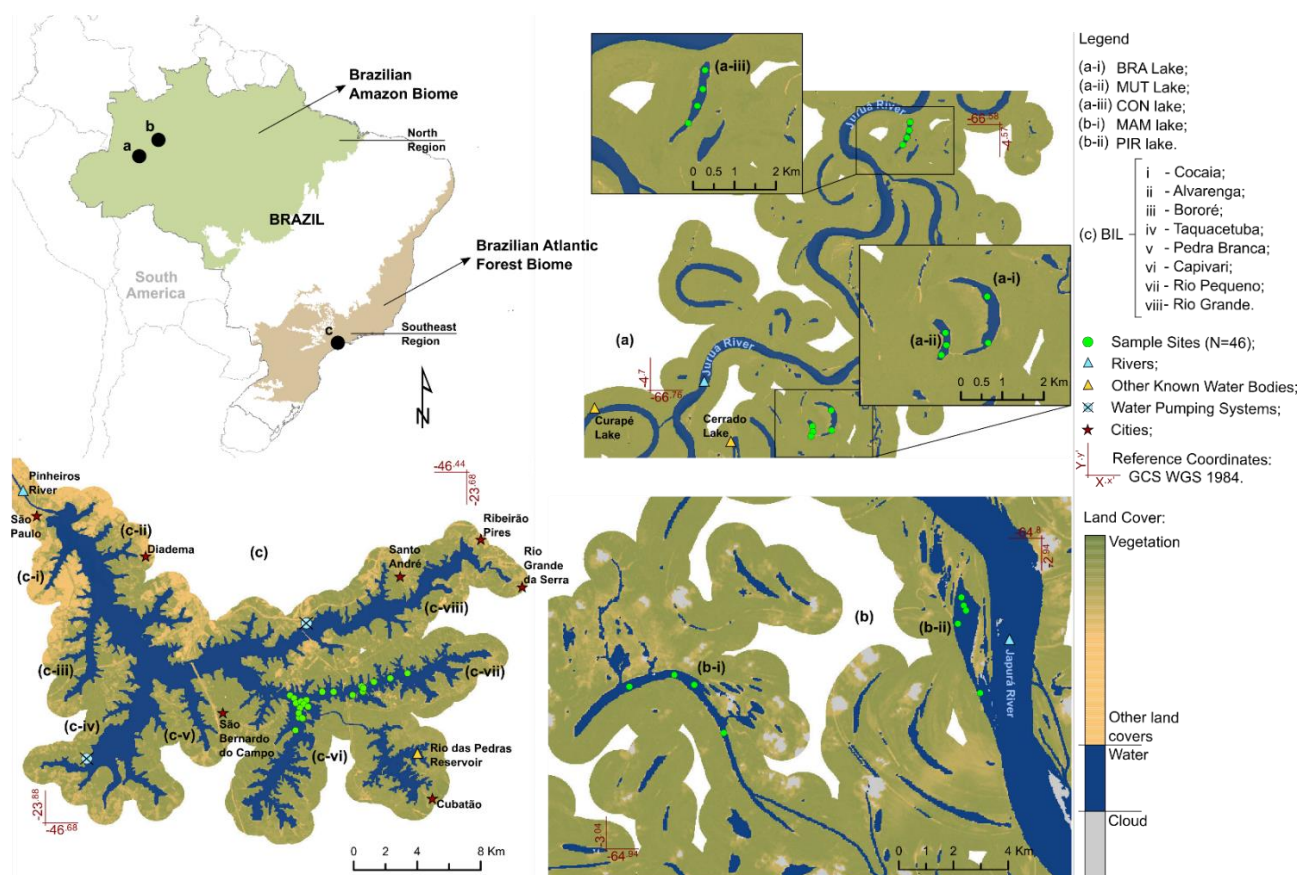 Brazilian
Amazon Biome
b
a
North
Region
BRAZIL
Brazilian Atlantic
Forest Biome
South
America
c
Southeast
Region
N
(a-iii)
0 0.5 1 2 Km
Juruá River
-66.58
-4.57
(a-i)
(a-ii)
0 0.5 1 2 Km
(a)
Juruá River
-4.7
-66.76
Curapé
Lake
Cerrado
Lake
Legend
(a-i) BRA Lake;
(a-ii) MUT Lake;
(a-iii) CON lake;
(b-i) MAM lake;
(b-ii) PIR lake.
(c) BIL
i - Cocaia;
ii - Alvarenga;
iii - Bororé;
iv - Taquacetuba;
v - Pedra Branca;
vi - Capivari;
vii - Rio Pequeno;
viii - Rio Grande.
Sample Sites (N=46);
Rivers;
Other Known Water Bodies;
Water Pumping Systems;
Cities;
Y.y'
X.x'
Reference Coordinates:
GCS WGS 1984.
Land Cover:
Vegetation
Other land
covers
Water
Cloud
Pinheiros
River
São
Paulo
(c-ii)
Diadema
(c-i)
(c)
-46.44
-23.68
Ribeirão
Pires
Santo
André
Rio
Grande
da Serra
(c-viii)
(c-iii)
(c-vii)
(c-iv)
(c-v)
São
Bernardo
do Campo
(c-vi)
Rio das Pedras
Reservoir
Cubatão
-23.88
-46.68
0 4 8 Km
-64.8
-2.94
(b)
(b-ii)
(b-i)
Japurá River
-3.04
-64.94
0 1 2 4 Km